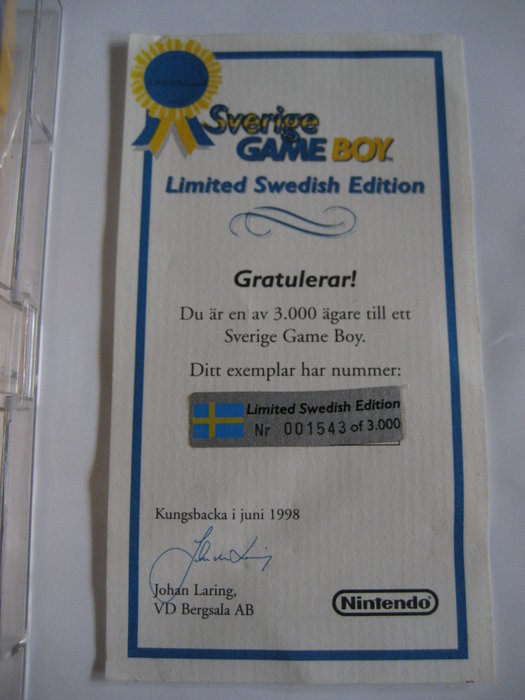 Sverige
GAME BOY™
Limited Swedish Edition
Gratulerar!
Du är en av 3.000 ägare till ett
Sverige Game Boy.
Ditt exemplar har nummer:
Limited Swedish Edition
Nr 001543 of 3.000
Kungsbacka i juni 1998
Johan Laring,
VD Bergsala AB
Nintendo®